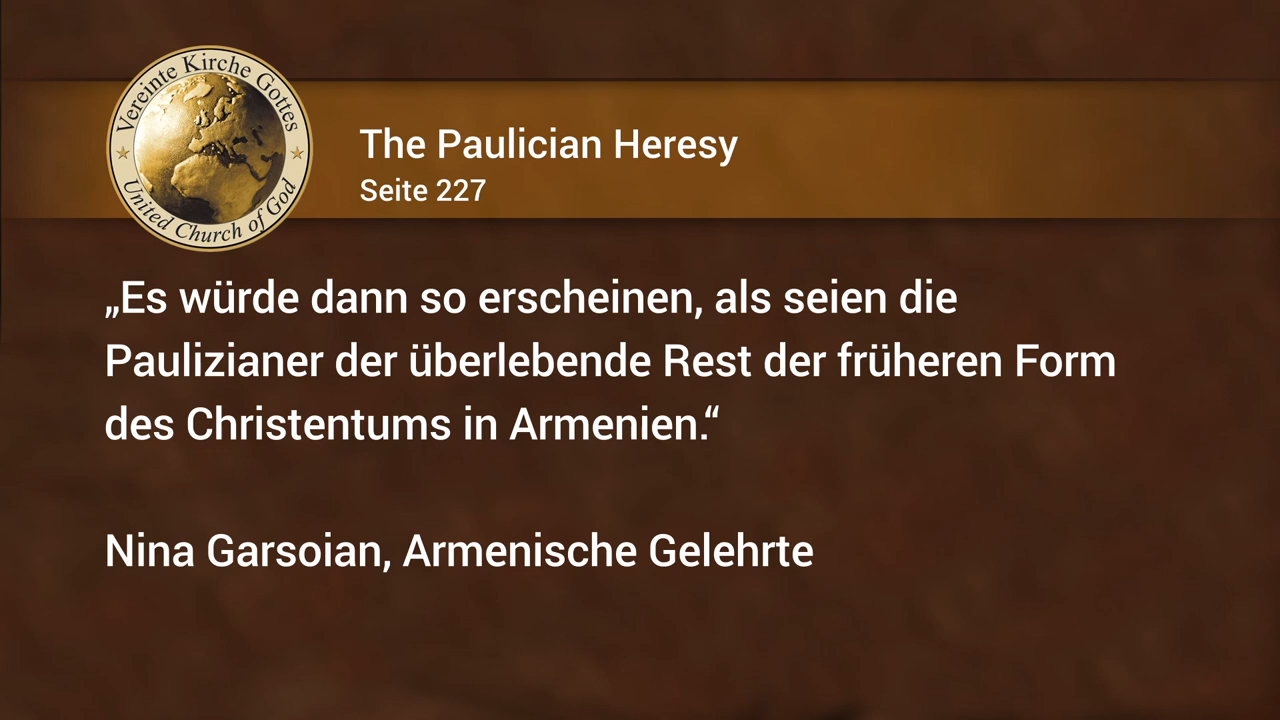 Vereinte Kirche Gottes
United Church of God
The Paulician Heresy
Seite 227
„Es würde dann so erscheinen, als seien die
Paulizianer der überlebende Rest der früheren Form
des Christentums in Armenien.“
Nina Garsoian, Armenische Gelehrte